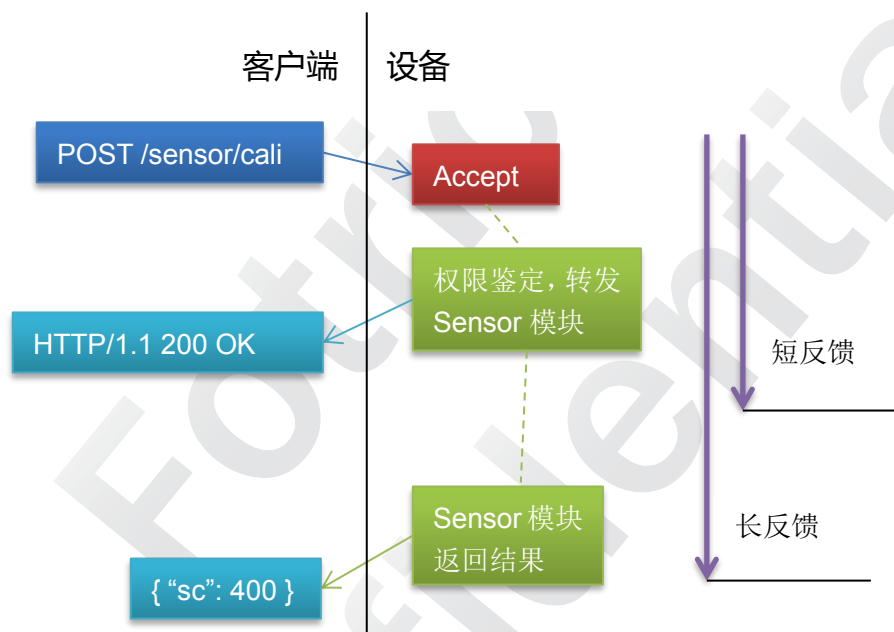 客户端
设备
POST /sensor/cali
Accept
权限鉴定，转发
Sensor 模块
HTTP/1.1 200 OK
短反馈
Sensor 模块
返回结果
长反馈
{ “sc”: 400 }
Fotric
fidentia